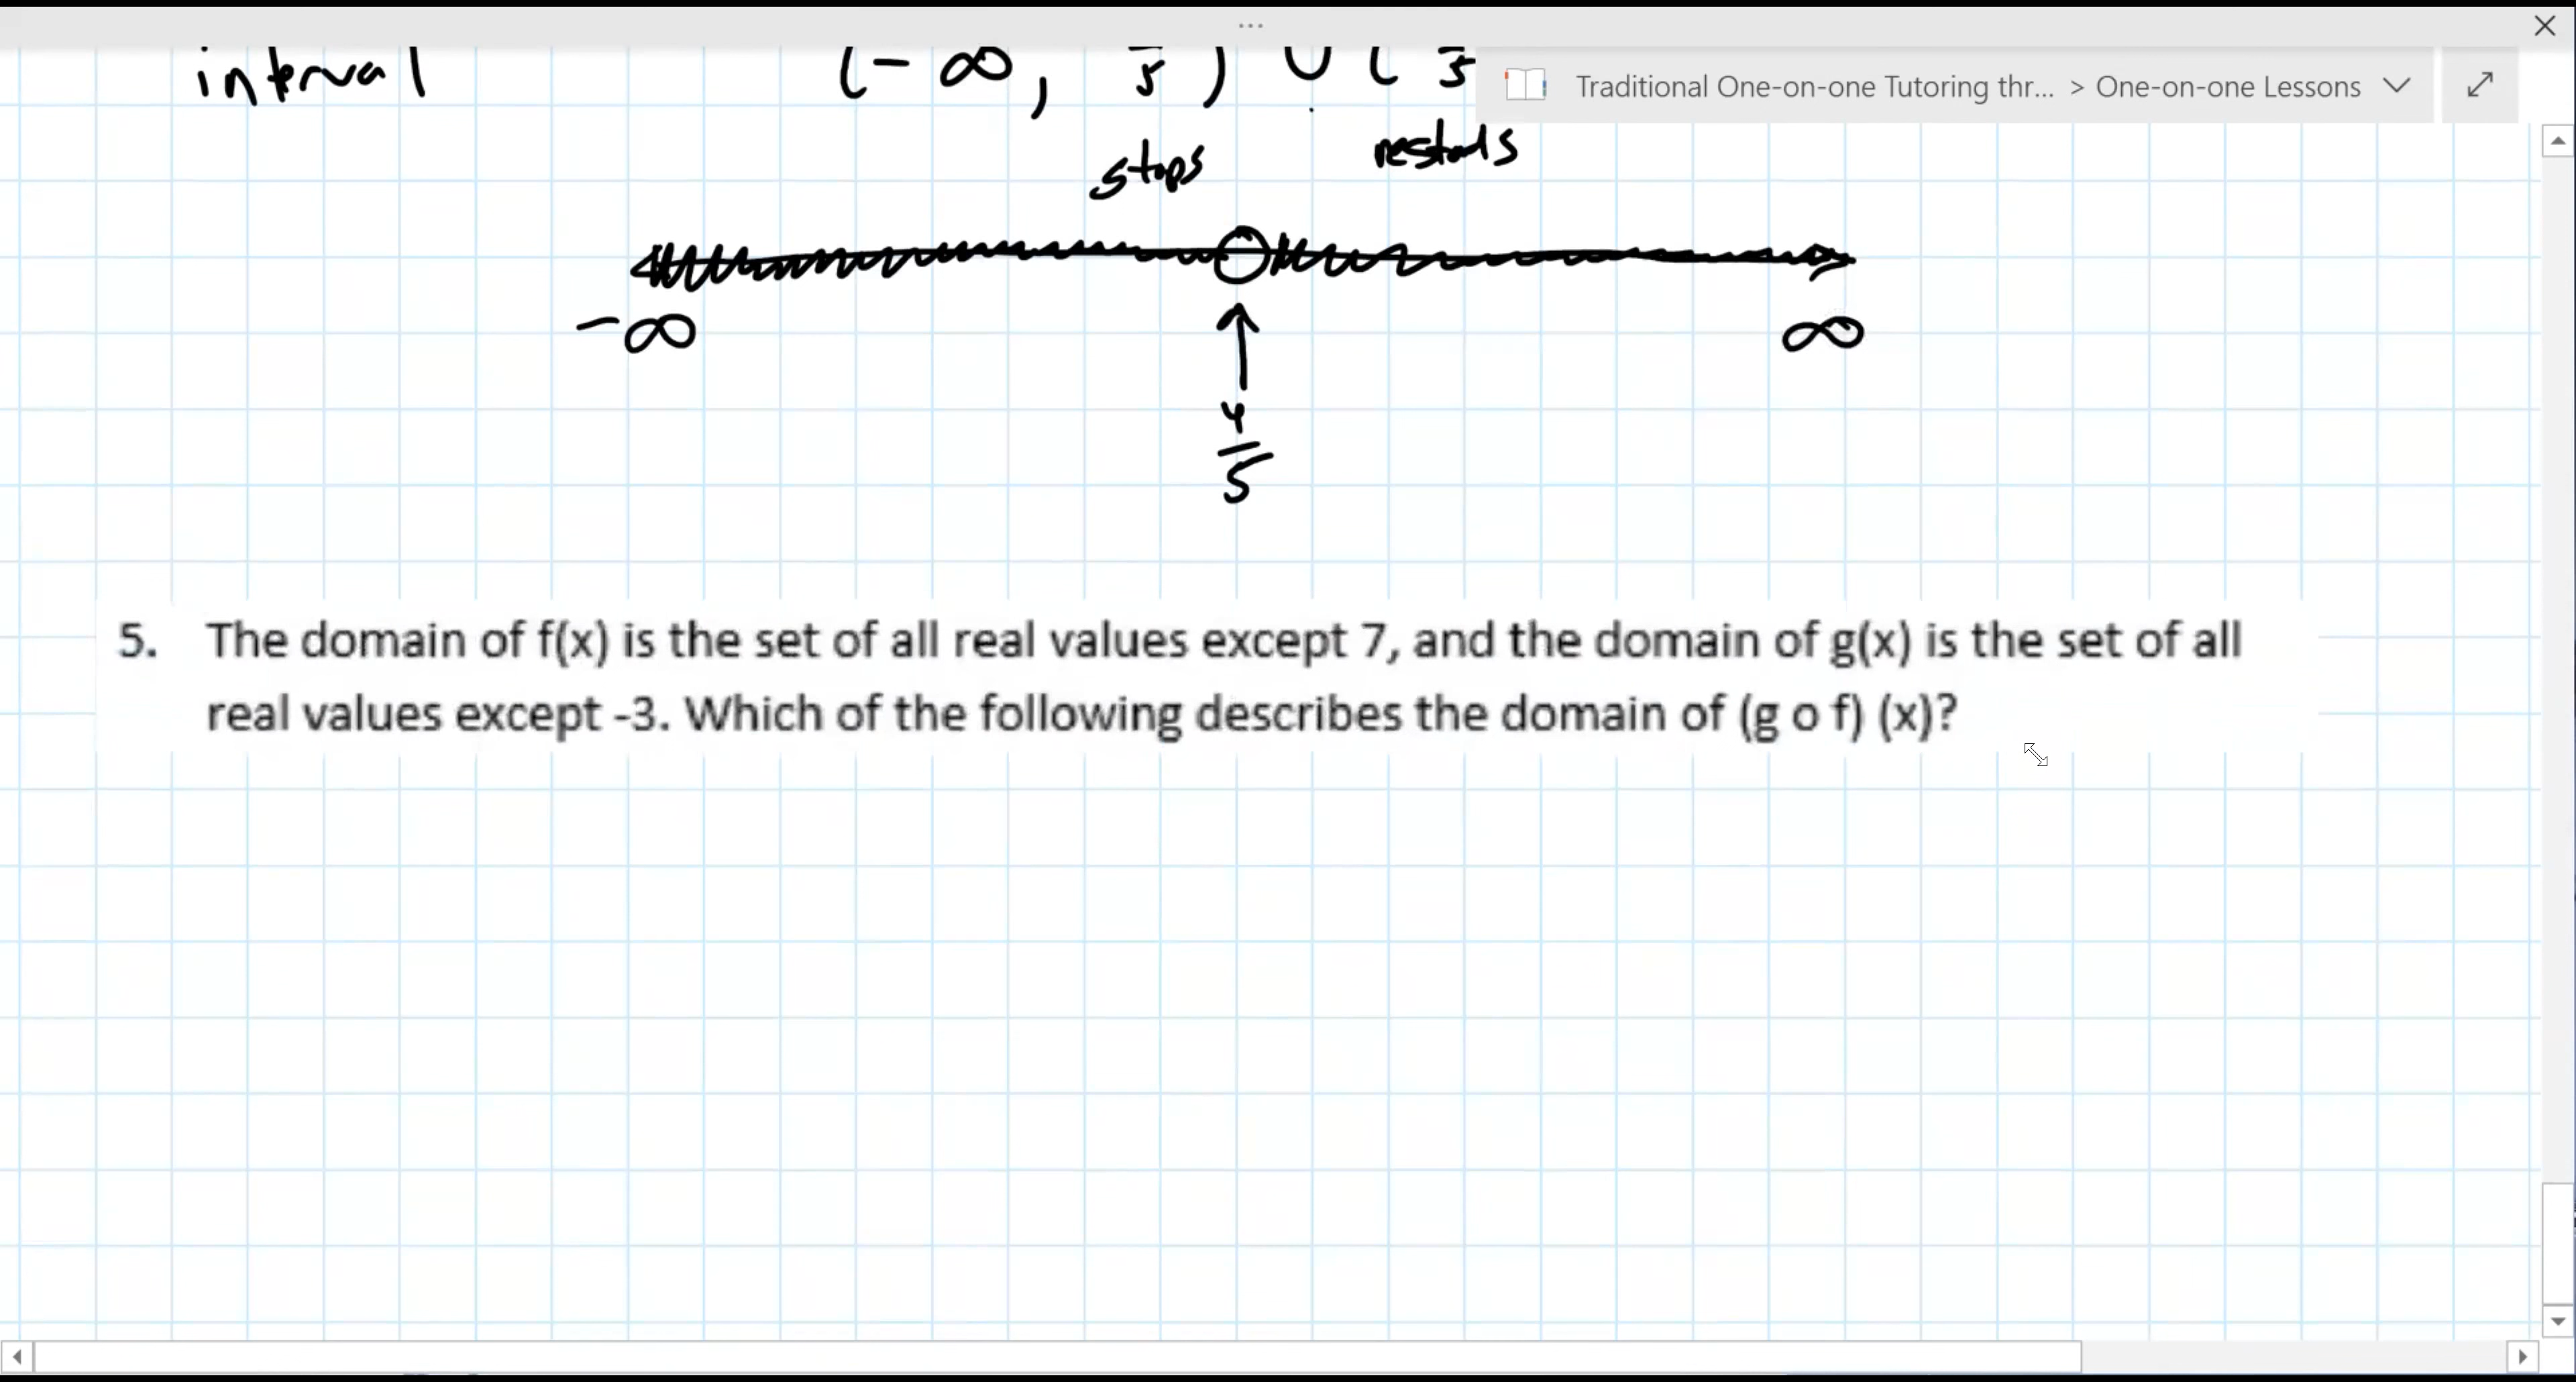 ...
interval (-∞, 5) ∪ ( 5
Traditional One-on-one Tutoring thr... > One-on-one Lessons
stops restarts
-∞ ∞
4
5
5. The domain of f(x) is the set of all real values except 7, and the domain of g(x) is the set of all
real values except -3. Which of the following describes the domain of (g o f) (x)?